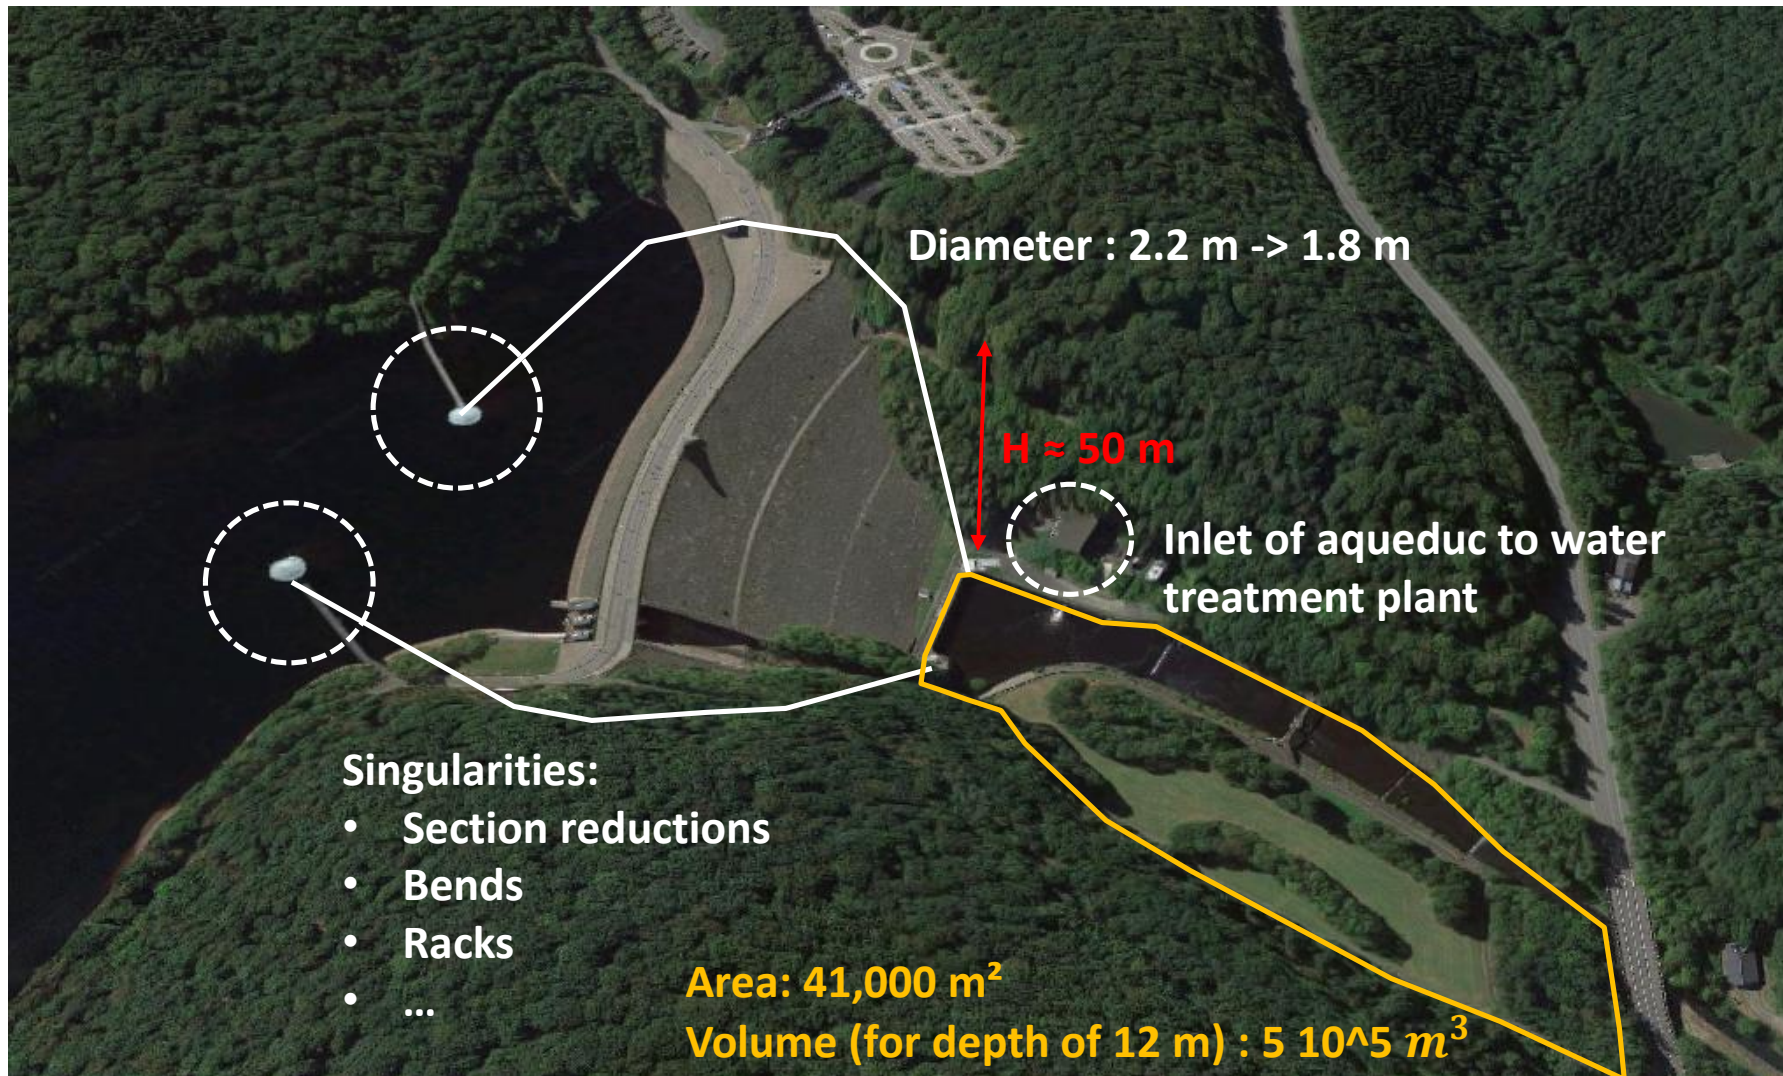 Diameter : 2.2 m -> 1.8 m
H ≈ 50 m
Inlet of aqueduc to water
treatment plant
Singularities:
• Section reductions
• Bends
• Racks
• ...
Area: 41,000 m²
Volume (for depth of 12 m) : 5 10^5 m³